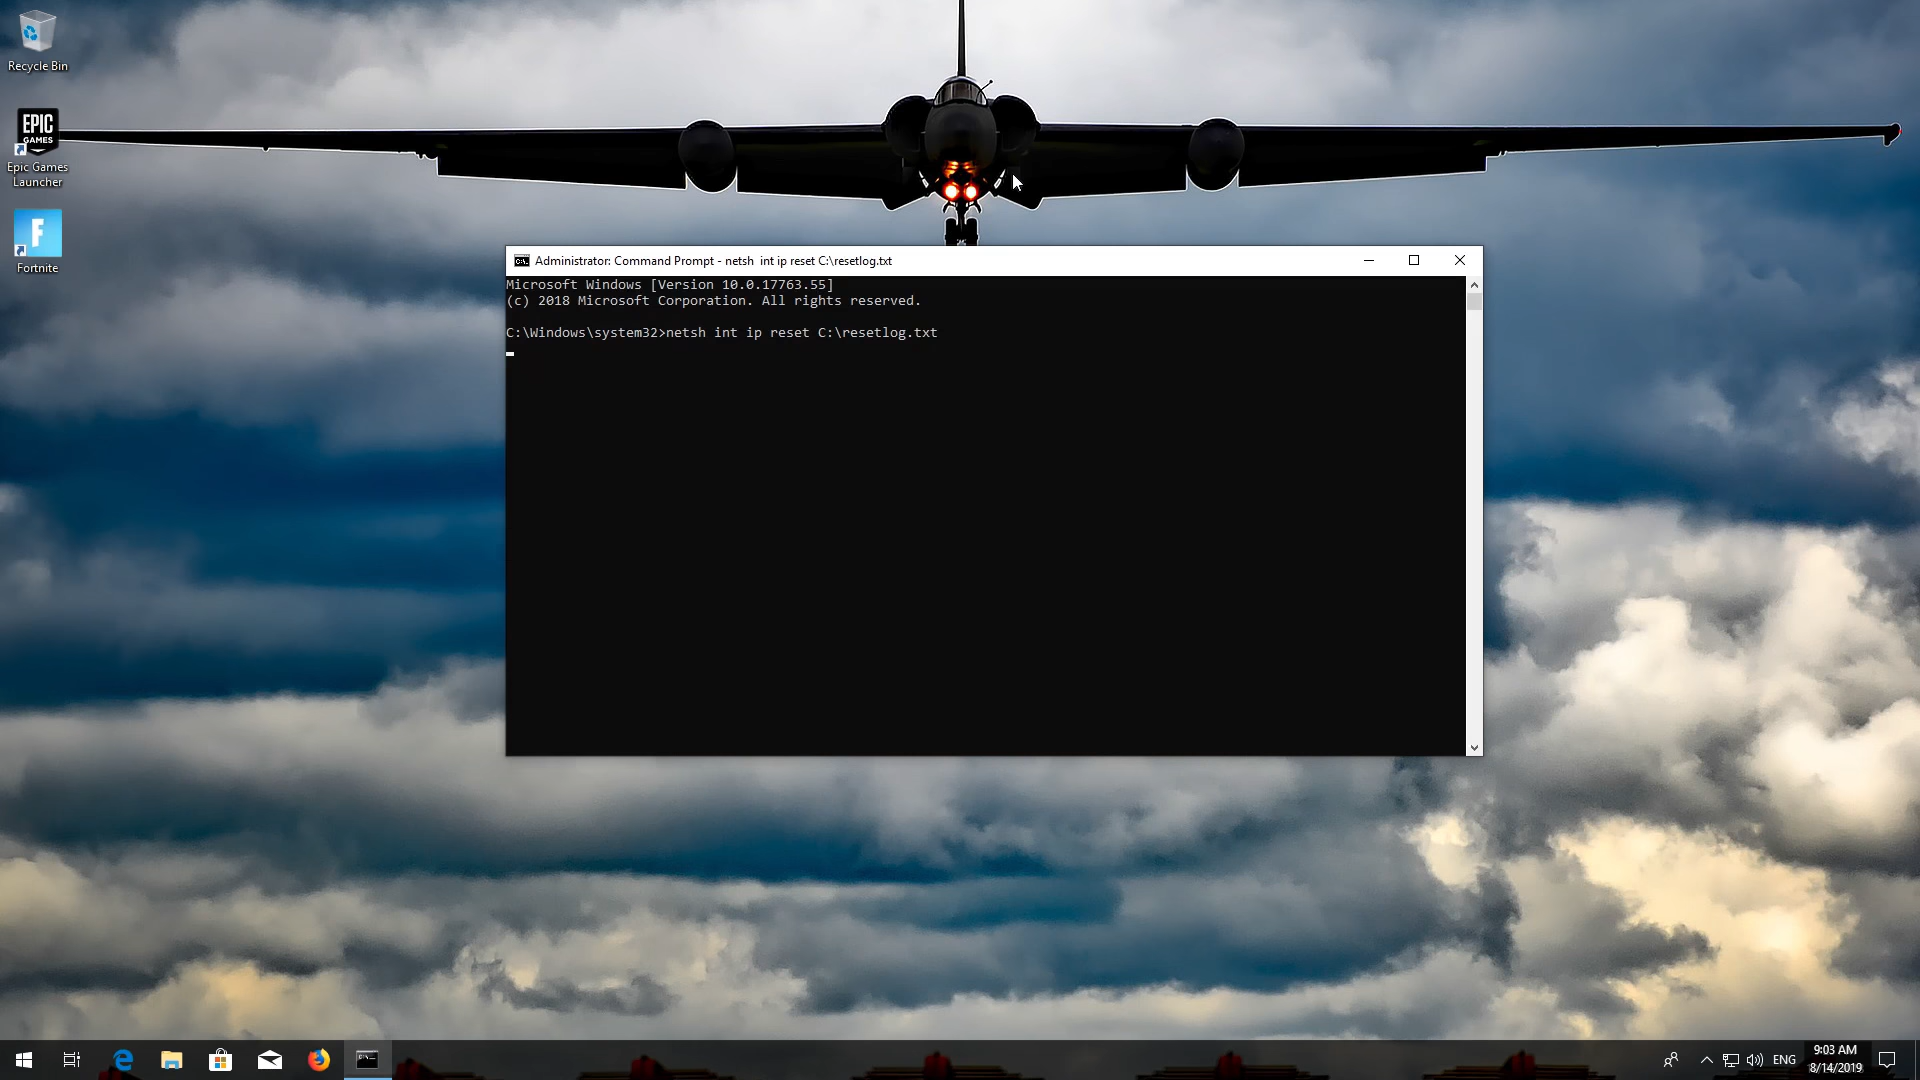 Recycle Bin
EPIC
GAMES
Epic Games
Launcher
F
Fortnite
Administrator: Command Prompt - netsh  int ip reset C:\resetlog.txt
Microsoft Windows [Version 10.0.17763.55]
(c) 2018 Microsoft Corporation. All rights reserved.
C:\Windows\system32>netsh int ip reset C:\resetlog.txt
ENG
9:03 AM
8/14/2019